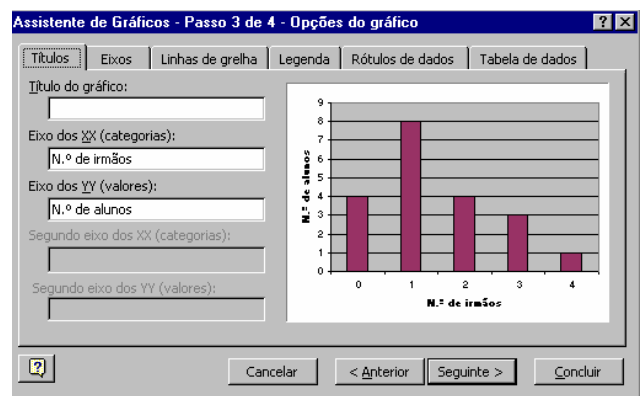 Assistente de Gráficos - Passo 3 de 4 - Opções do gráfico
Títulos
Eixos
Linhas de grelha
Legenda
Rótulos de dados
Tabela de dados
Título do gráfico:
Eixo dos XX (categorias):
N.º de irmãos
Eixo dos YY (valores):
N.º de alunos
Segundo eixo dos XX (categorias):
Segundo eixo dos YY (valores):
N.º de alunos
9
8
7
6
5
4
3
2
1
0
0 1 2 3 4
N.º de irmãos
Cancelar
< Anterior
Seguinte >
Concluir